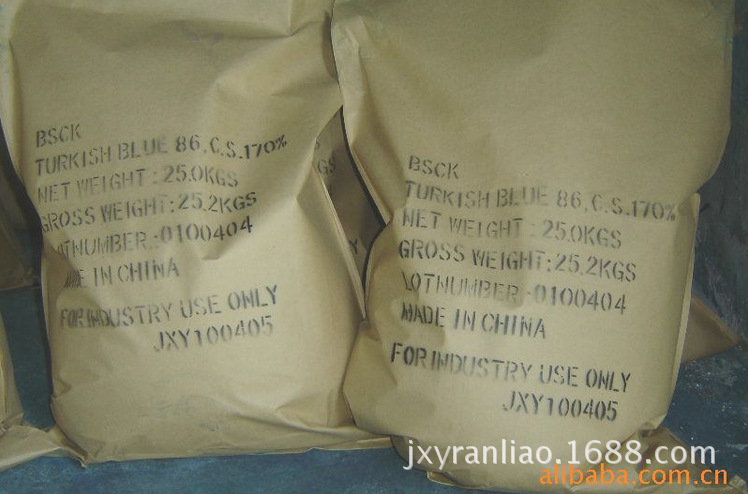 BSCK
TURKISH BLUE 86,C.S.170%
NET WEIGHT :25.0KGS
GROSS WEIGHT:25.2KGS
LOTNUMBER :0100404
MADE IN CHINA
FOR INDUSTRY USE ONLY
JXY100405
BSCK
TURKISH BLUE 86,C.S.170%
NET WEIGHT :25.0KGS
GROSS WEIGHT:25.2KGS
LOTNUMBER :0100404
MADE IN CHINA
FOR INDUSTRY USE ONLY
JXY100405
jxyranliao.1688.com
alibaba.com.cn